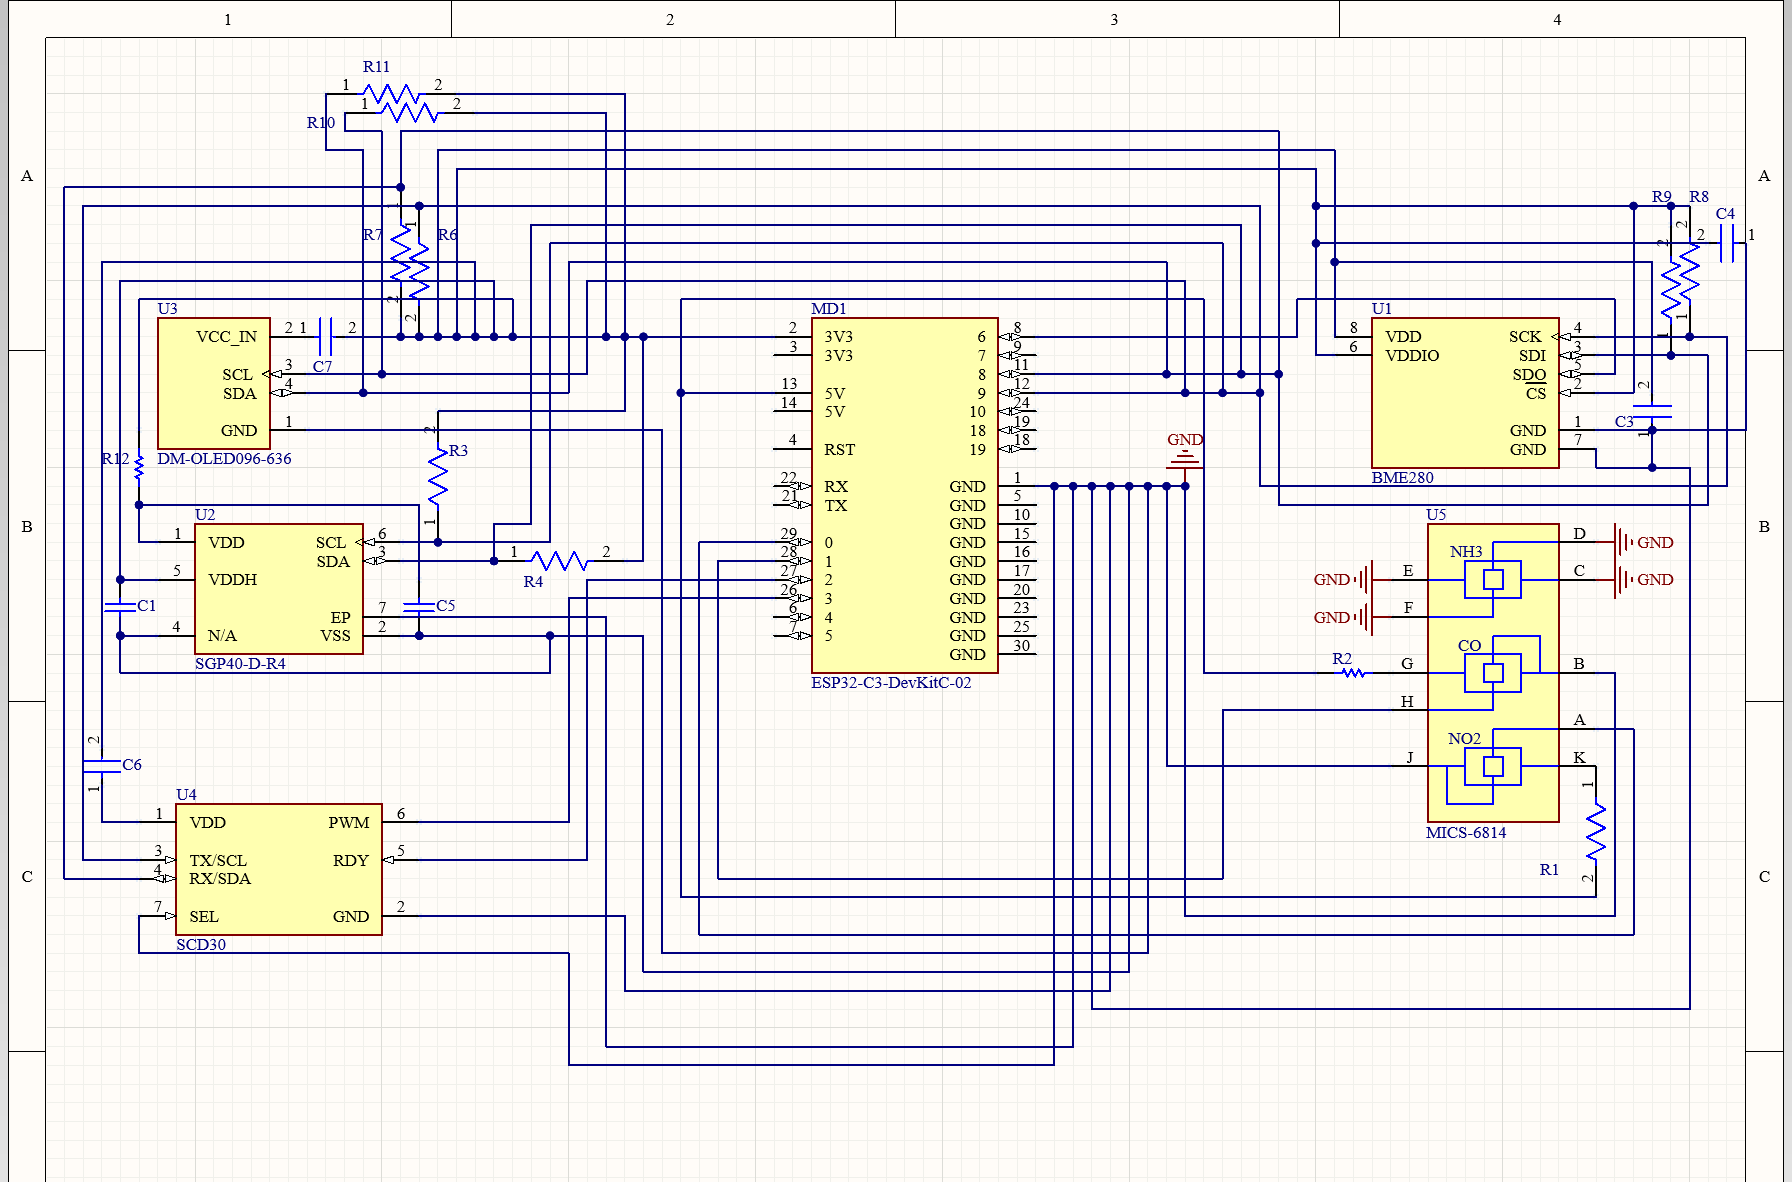 1 2 3 4
A A
B B
C C
R11
1 2
1 2
R10
R7
1
2
R6
1
2
U3
VCC_IN 2
SCL 3
SDA 4
GND 1
DM-OLED096-636
1 2
C7
R12
R3
2
1
U2
1 VDD
5 VDDH
4 N/A
SCL 6
SDA 3
EP 7
VSS 2
SGP40-D-R4
C1
C5
1 2
R4
C6
2
1
U4
1 VDD
3 TX/SCL
4 RX/SDA
7 SEL
PWM 6
RDY 5
GND 2
SCD30
MD1
2 3V3
3 3V3
13 5V
14 5V
4 RST
22 RX
21 TX
29 0
28 1
27 2
26 3
6 4
7 5
6 8
7 9
8 11
9 12
10 24
18 19
19 18
GND 1
GND 5
GND 10
GND 15
GND 16
GND 17
GND 20
GND 23
GND 25
GND 30
ESP32-C3-DevKitC-02
GND
U1
8 VDD
6 VDDIO
SCK 4
SDI 3
SDO 5
CS 2
GND 1
GND 7
BME280
R9 R8
2
1
2
1
C4
2 1
C3
2
1
U5
NH3
CO
NO2
E
F
G
H
J
D
C
B
A
K
MICS-6814
GND
GND
GND
GND
R2
R1
1
2